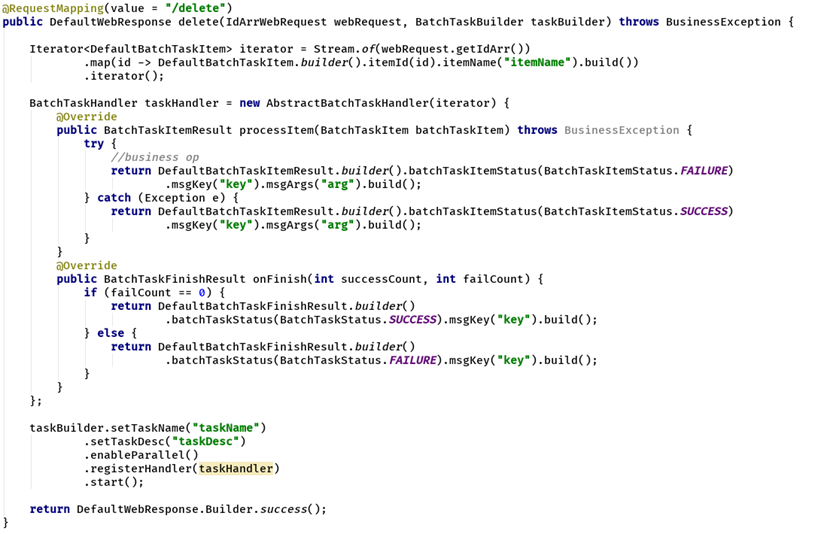 @RequestMapping(value = "/delete")
public DefaultWebResponse delete(IdArrWebRequest webRequest, BatchTaskBuilder taskBuilder) throws BusinessException {
Iterator<DefaultBatchTaskItem> iterator = Stream.of(webRequest.getIdArr())
.map(id -> DefaultBatchTaskItem.builder().itemId(id).itemName("itemName").build())
.iterator();
BatchTaskHandler taskHandler = new AbstractBatchTaskHandler(iterator) {
@Override
public BatchTaskItemResult processItem(BatchTaskItem batchTaskItem) throws BusinessException {
try {
//business op
return DefaultBatchTaskItemResult.builder().batchTaskItemStatus(BatchTaskItemStatus.FAILURE)
.msgKey("key").msgArgs("arg").build();
} catch (Exception e) {
return DefaultBatchTaskItemResult.builder().batchTaskItemStatus(BatchTaskItemStatus.SUCCESS)
.msgKey("key").msgArgs("arg").build();
}
}
@Override
public BatchTaskFinishResult onFinish(int successCount, int failCount) {
if (failCount == 0) {
return DefaultBatchTaskFinishResult.builder()
.batchTaskStatus(BatchTaskStatus.SUCCESS).msgKey("key").build();
} else {
return DefaultBatchTaskFinishResult.builder()
.batchTaskStatus(BatchTaskStatus.FAILURE).msgKey("key").build();
}
}
};
taskBuilder.setTaskName("taskName")
.setTaskDesc("taskDesc")
.enableParallel()
.registerHandler(taskHandler)
.start();
return DefaultWebResponse.Builder.success();
}